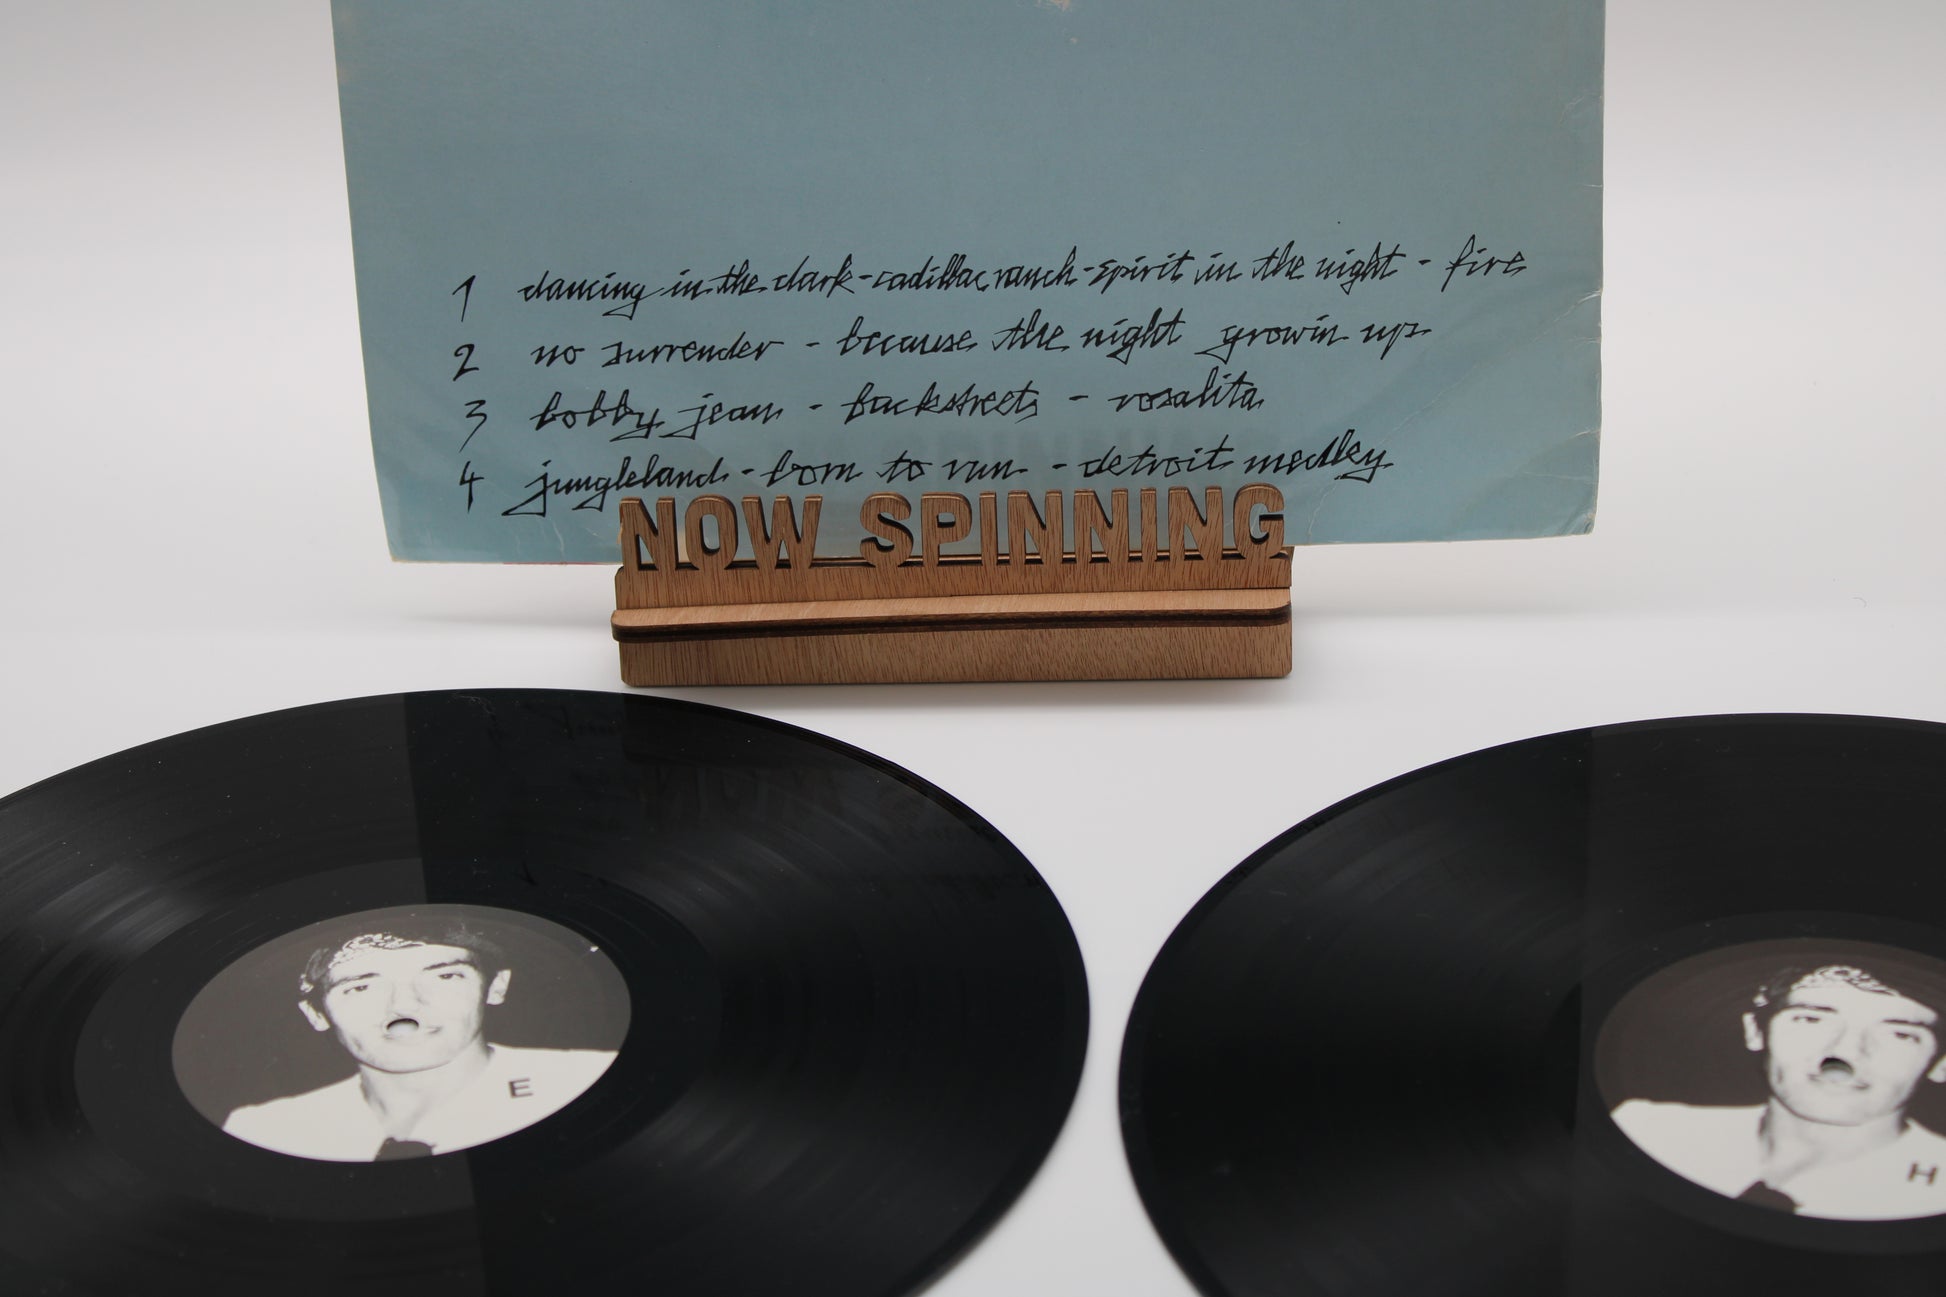 1 dancing in the dark - cadillac ranch - spirit in the night - fire
2 no surrender - because the night growin up
3 bobby jean - backstreets - rosalita
4 jungleland - born to run - detroit medley
NOW SPINNING
E
H